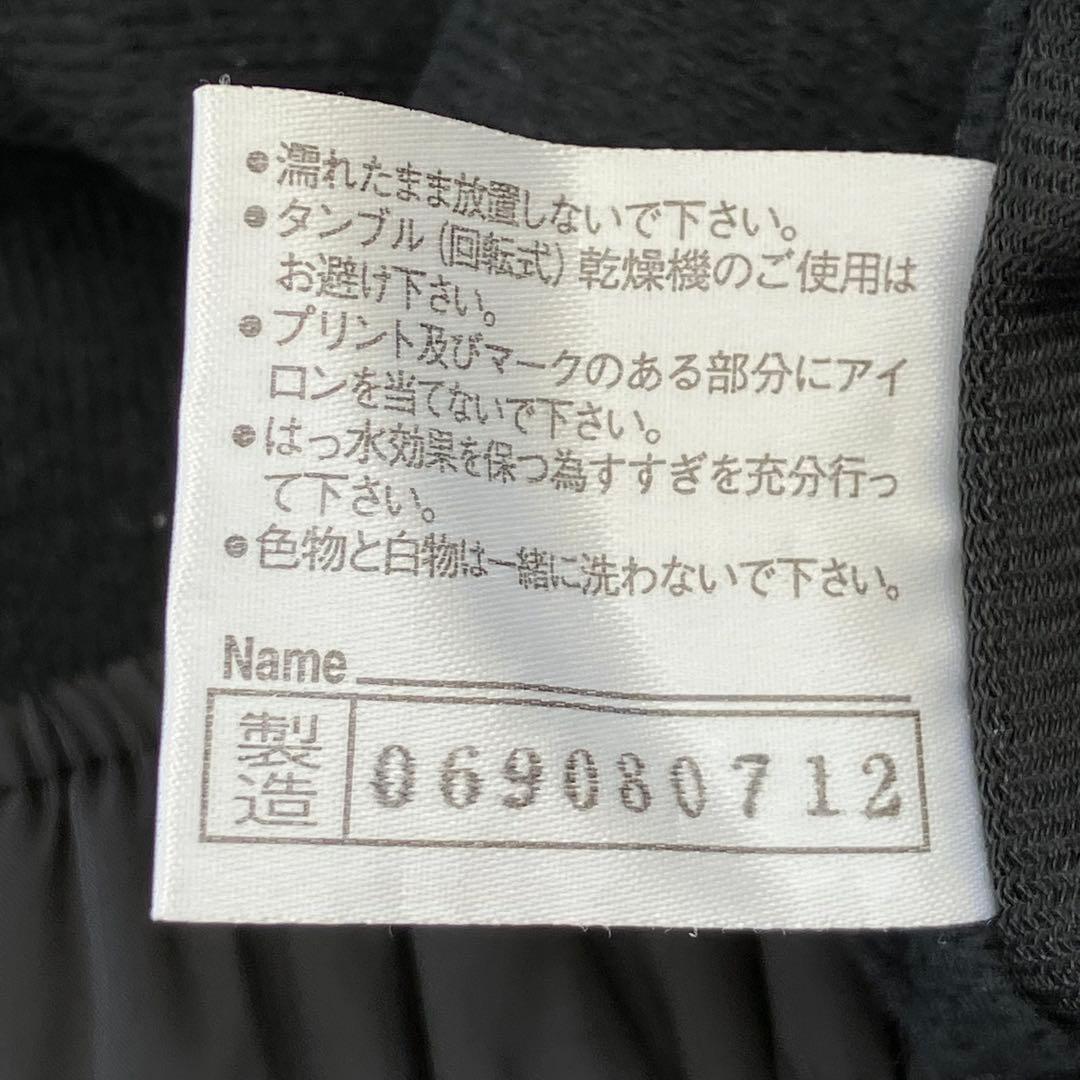 ●濡れたまま放置しないで下さい。
●タンブル(回転式)乾燥機のご使用は
お避け下さい。
●プリント及びマークのある部分にアイ
ロンを当てないで下さい。
●はっ水効果を保つ為すすぎを充分行っ
て下さい。
●色物と白物は一緒に洗わないで下さい。
Name
製造 069080712